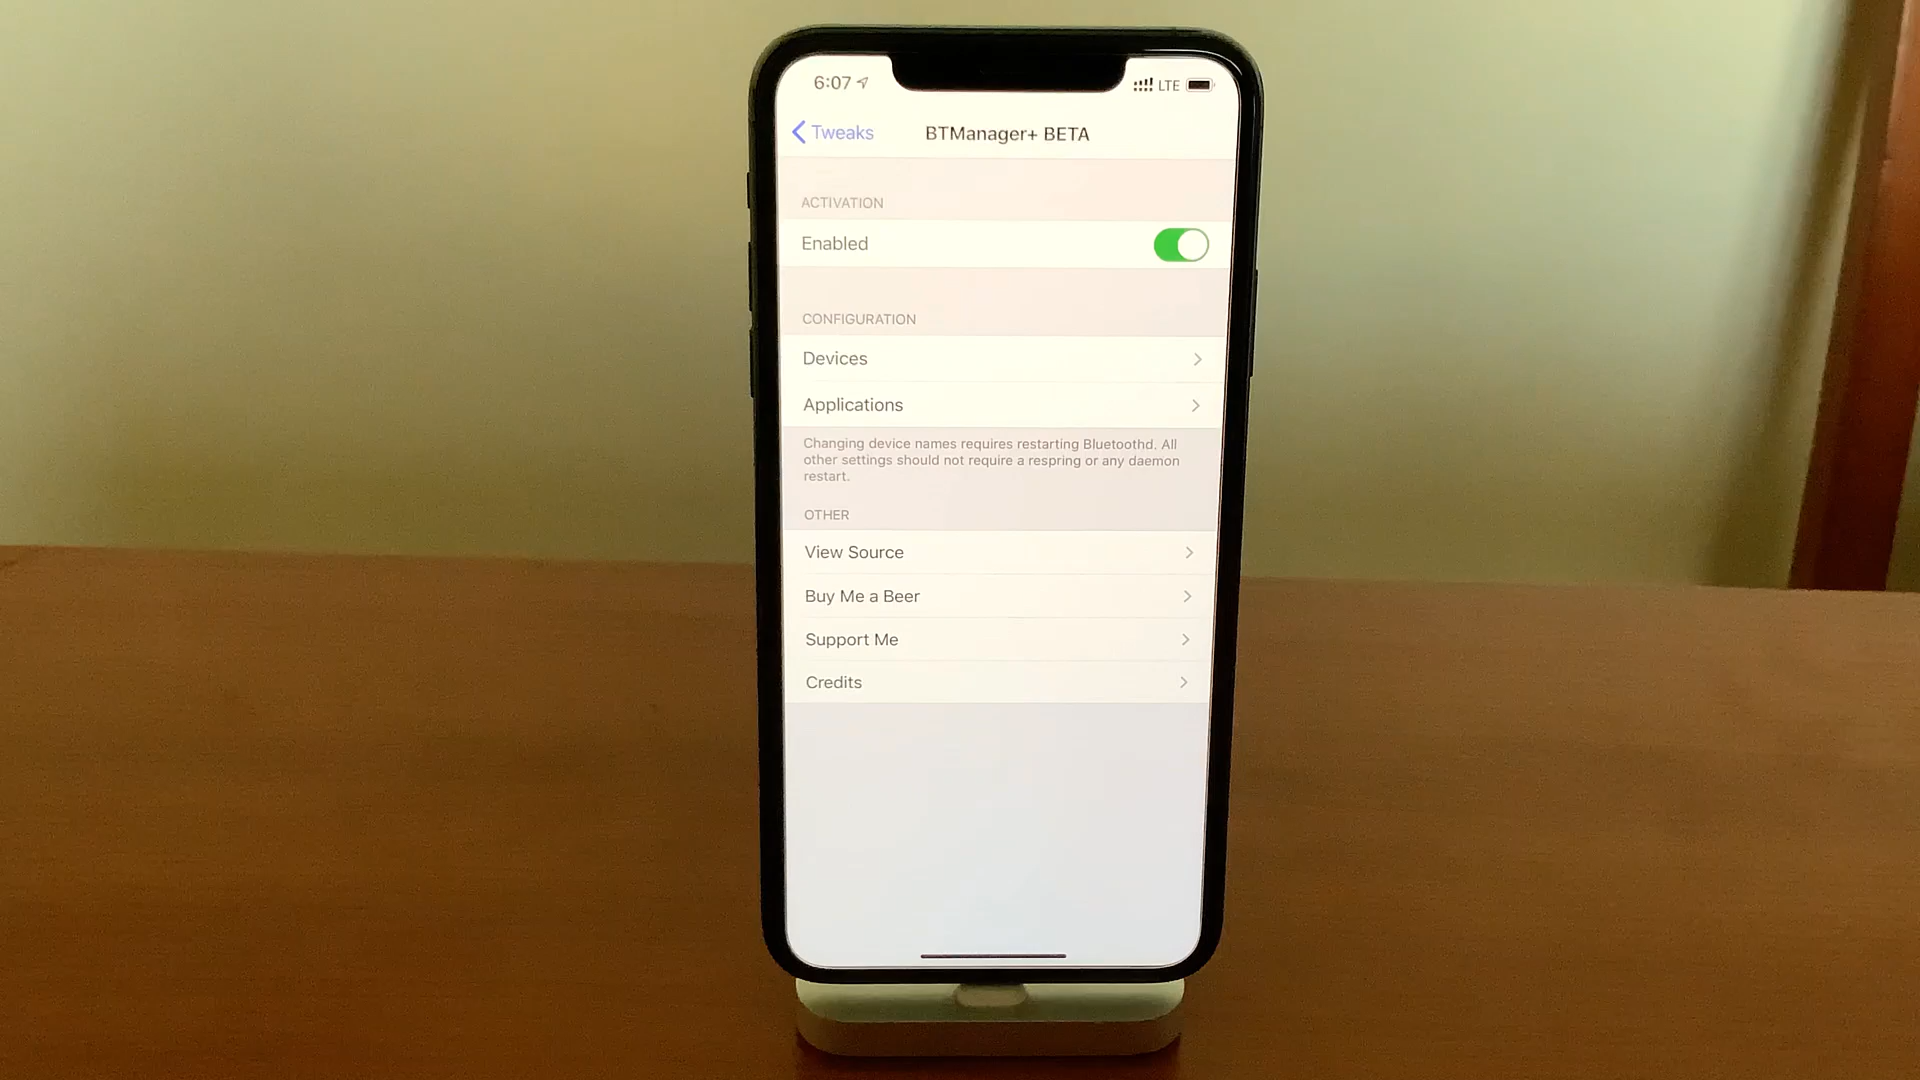 6:07
LTE
Tweaks
BTManager+ BETA
ACTIVATION
Enabled
CONFIGURATION
Devices
Applications
Changing device names requires restarting Bluetoothd. All
other settings should not require a respring or any daemon
restart.
OTHER
View Source
Buy Me a Beer
Support Me
Credits